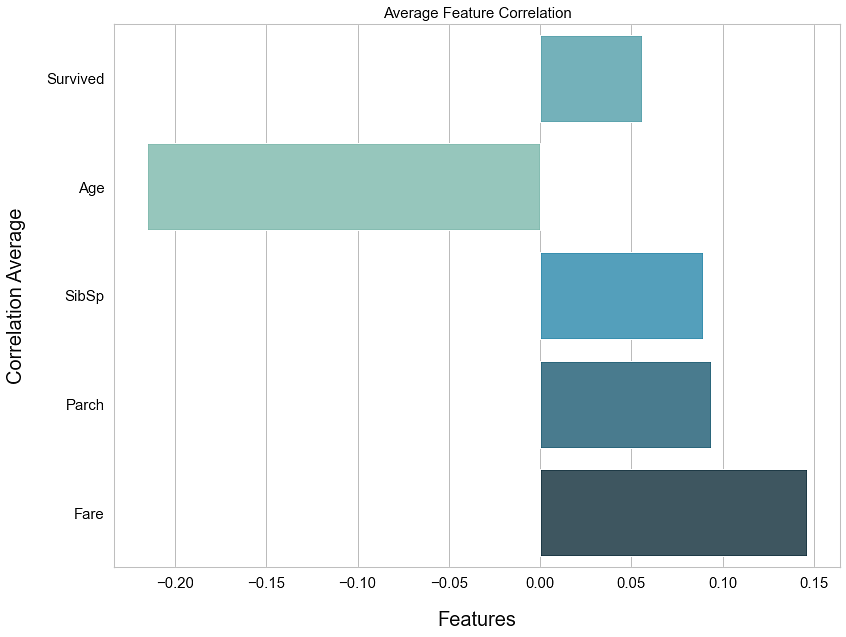 Average Feature Correlation
Survived
Age
SibSp
Parch
Fare
Correlation Average
−0.20 −0.15 −0.10 −0.05 0.00 0.05 0.10 0.15
Features